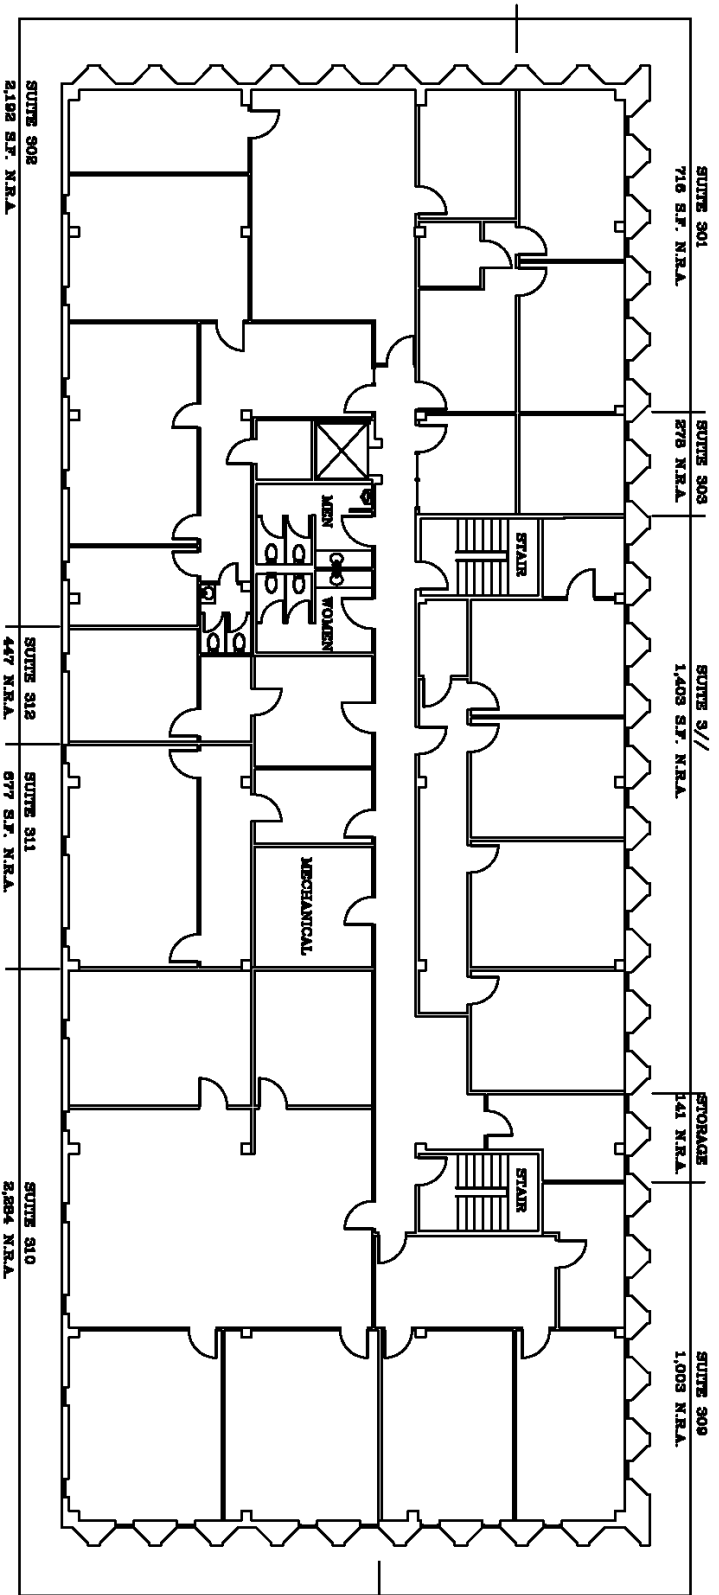 SUITE 301
716 S.F. N.R.A.
SUITE 303
278 N.R.A.
SUITE 3//
1,403 S.F. N.R.A.
STORAGE
141 N.R.A.
SUITE 309
1,003 N.R.A.
STAIR
STAIR
MEN
WOMEN
MECHANICAL
SUITE 302
2,192 S.F. N.R.A.
SUITE 312
447 N.R.A.
SUITE 311
677 S.F. N.R.A.
SUITE 310
2,284 N.R.A.